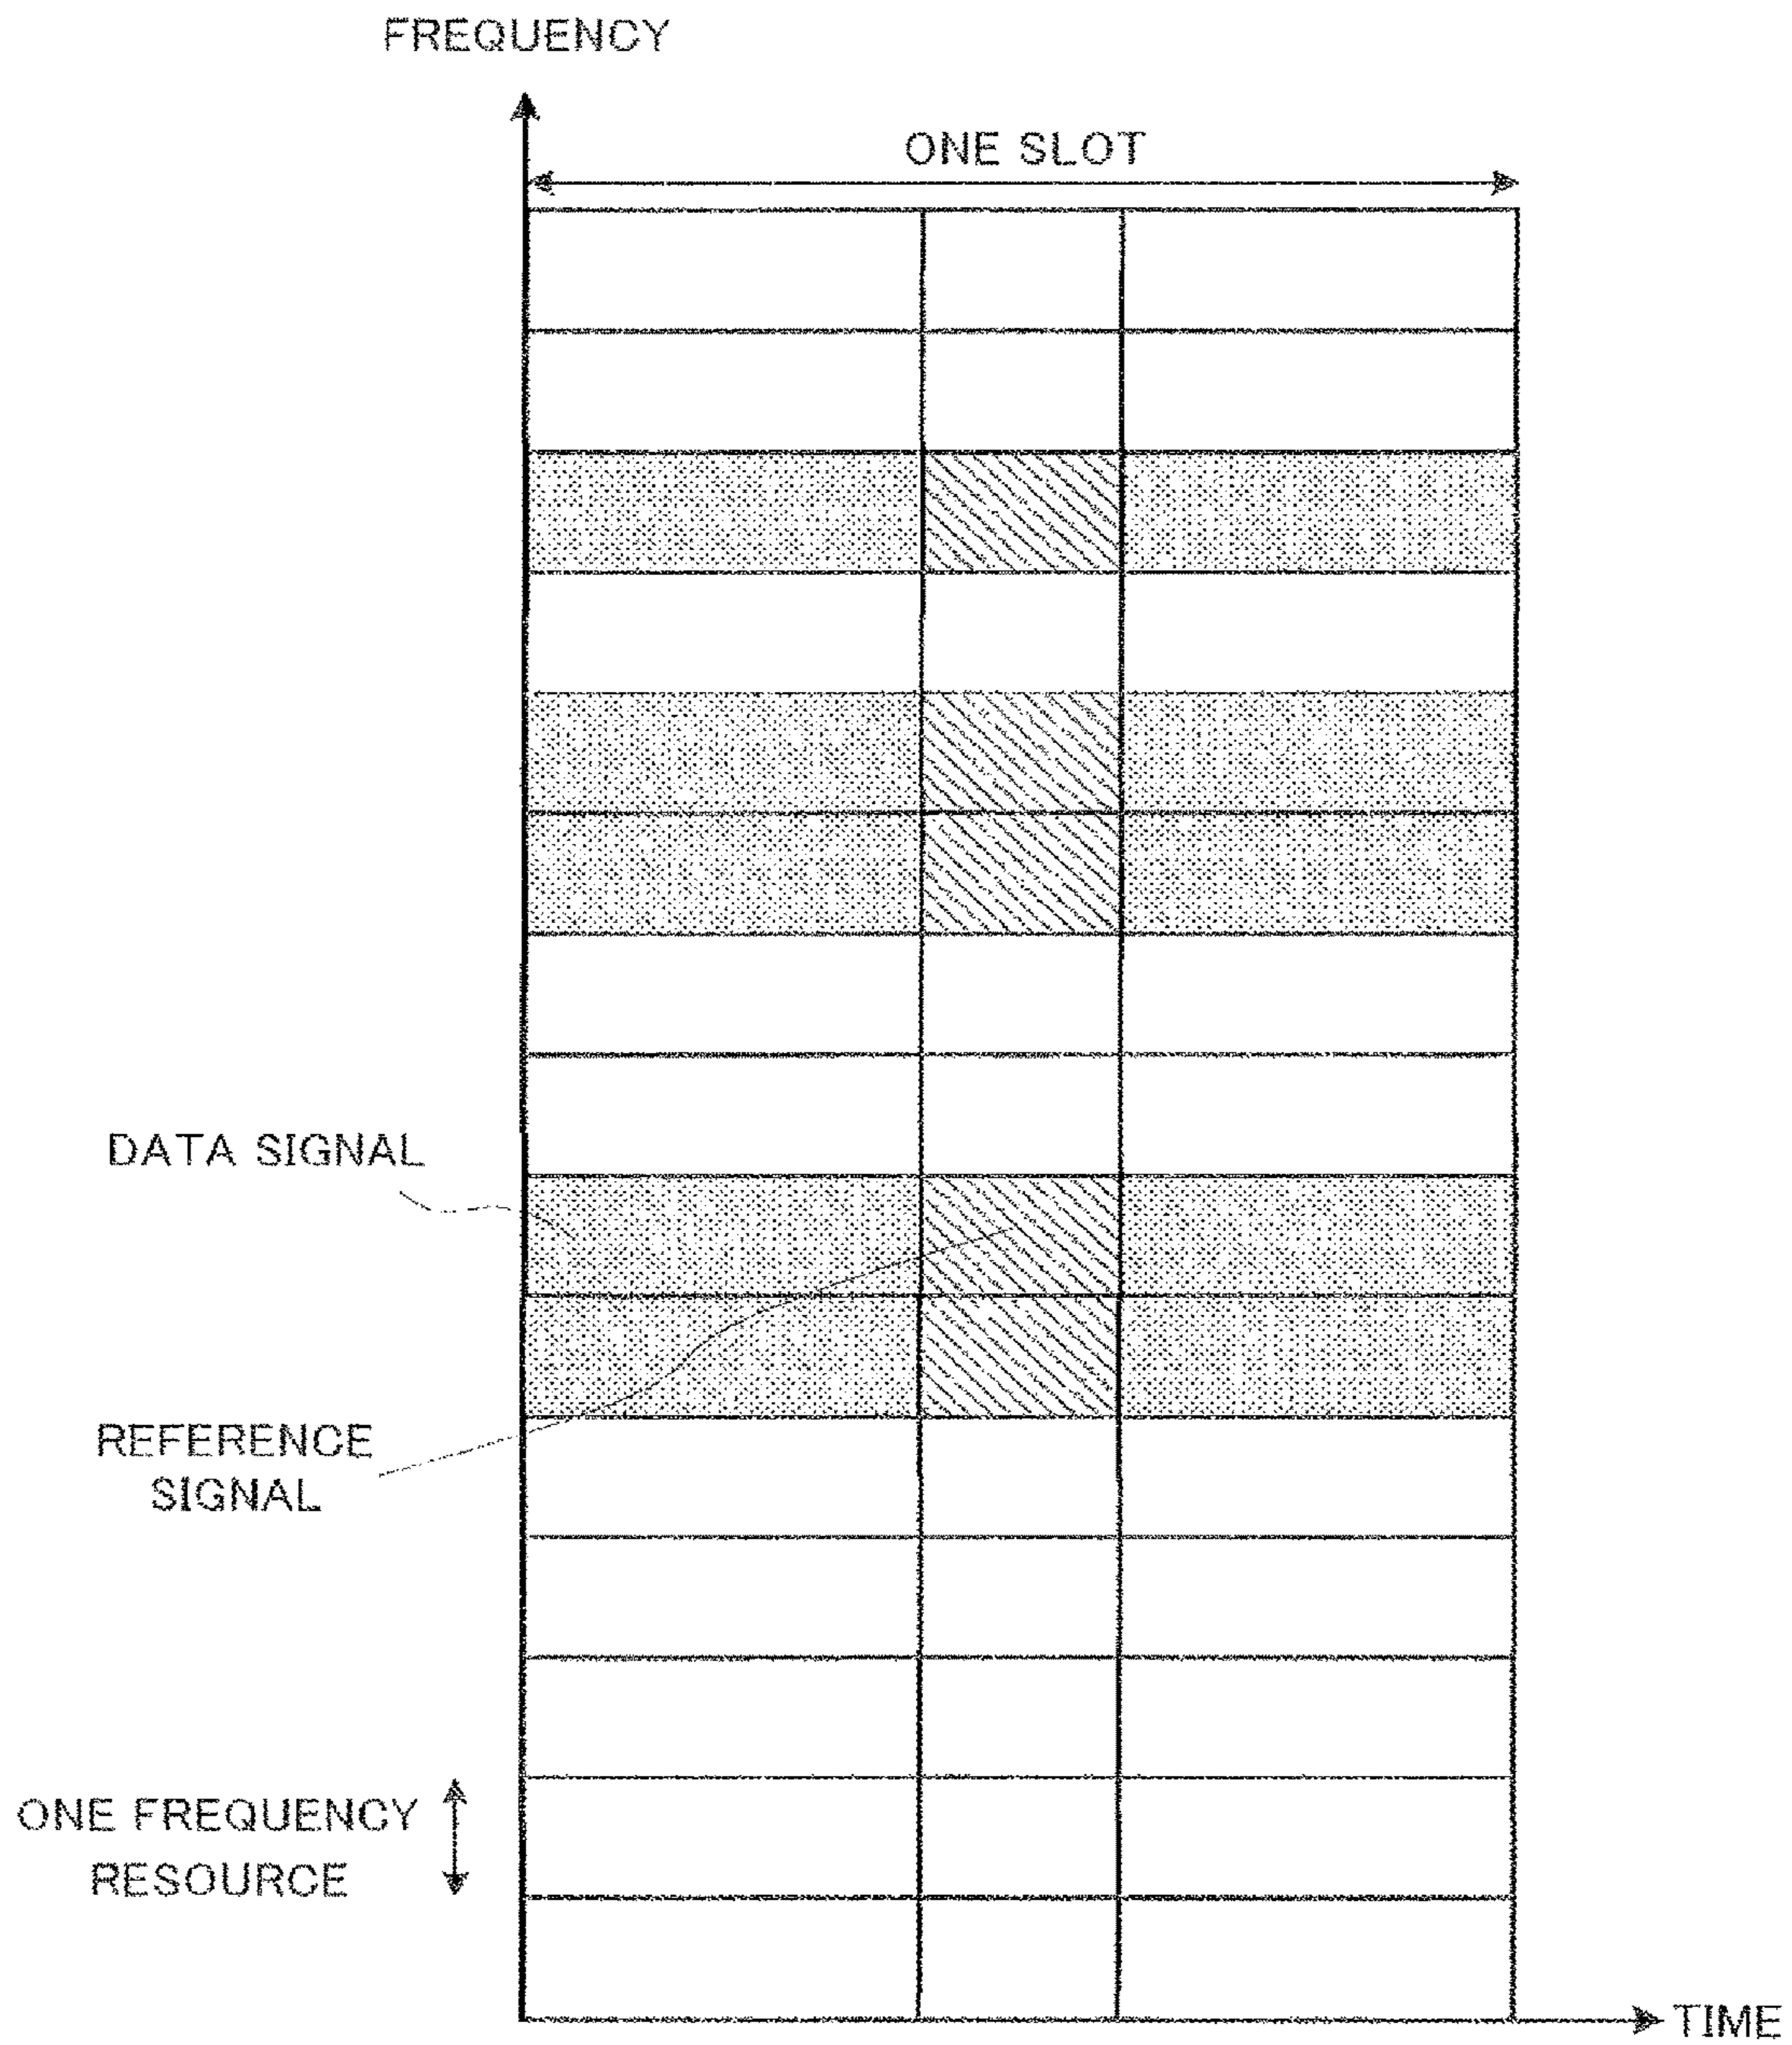 FREQUENCY
ONE SLOT
DATA SIGNAL
REFERENCE
SIGNAL
ONE FREQUENCY
RESOURCE
TIME